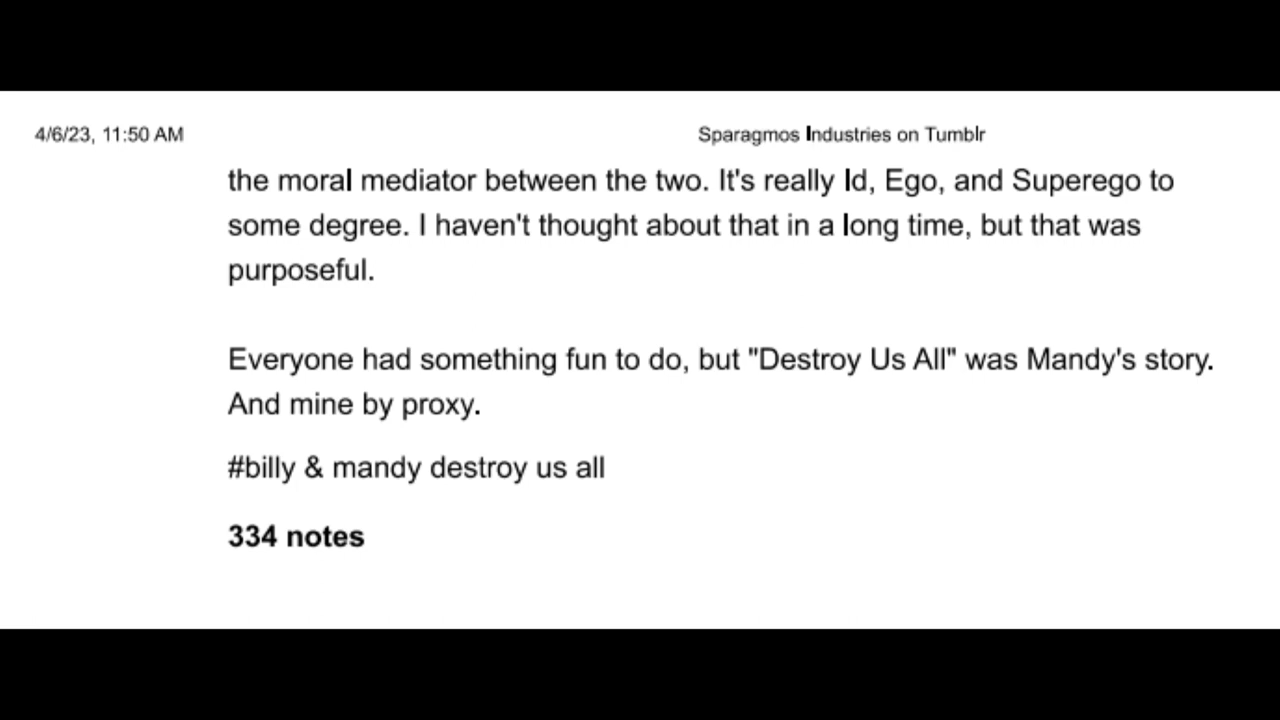 4/6/23, 11:50 AM
Sparagmos Industries on Tumblr
the moral mediator between the two. It's really Id, Ego, and Superego to
some degree. I haven't thought about that in a long time, but that was
purposeful.
Everyone had something fun to do, but "Destroy Us All" was Mandy's story.
And mine by proxy.
#billy & mandy destroy us all
334 notes